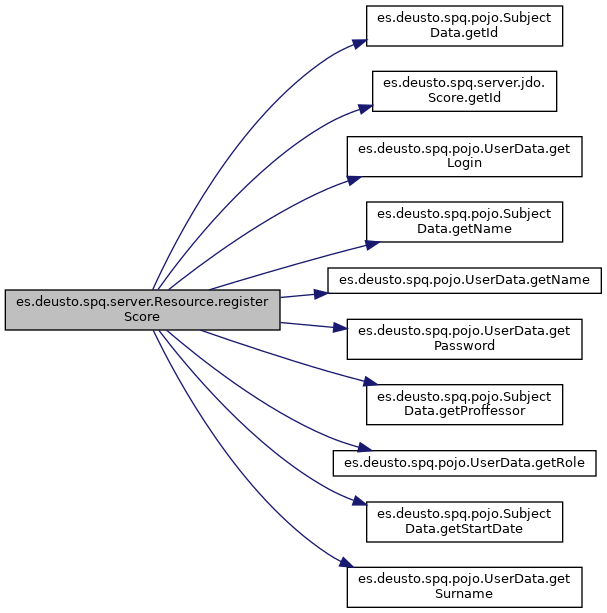 es.deusto.spq.pojo.Subject
Data.getId
es.deusto.spq.server.jdo.
Score.getId
es.deusto.spq.pojo.UserData.get
Login
es.deusto.spq.pojo.Subject
Data.getName
es.deusto.spq.pojo.UserData.getName
es.deusto.spq.server.Resource.register
Score
es.deusto.spq.pojo.UserData.get
Password
es.deusto.spq.pojo.Subject
Data.getProffessor
es.deusto.spq.pojo.UserData.getRole
es.deusto.spq.pojo.Subject
Data.getStartDate
es.deusto.spq.pojo.UserData.get
Surname